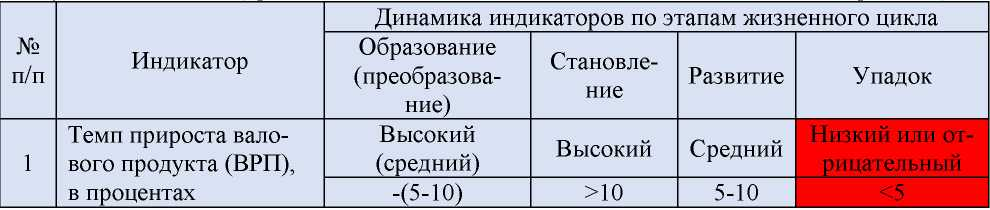 №
п/п
Индикатор
Динамика индикаторов по этапам жизненного цикла
Образование
(преобразова-
ние)
Становле-
ние
Развитие
Упадок
1
Темп прироста вало-
вого продукта (ВРП),
в процентах
Высокий
(средний)
Высокий
Средний
Низкий или от-
рицательный
-(5-10)
>10
5-10
<5